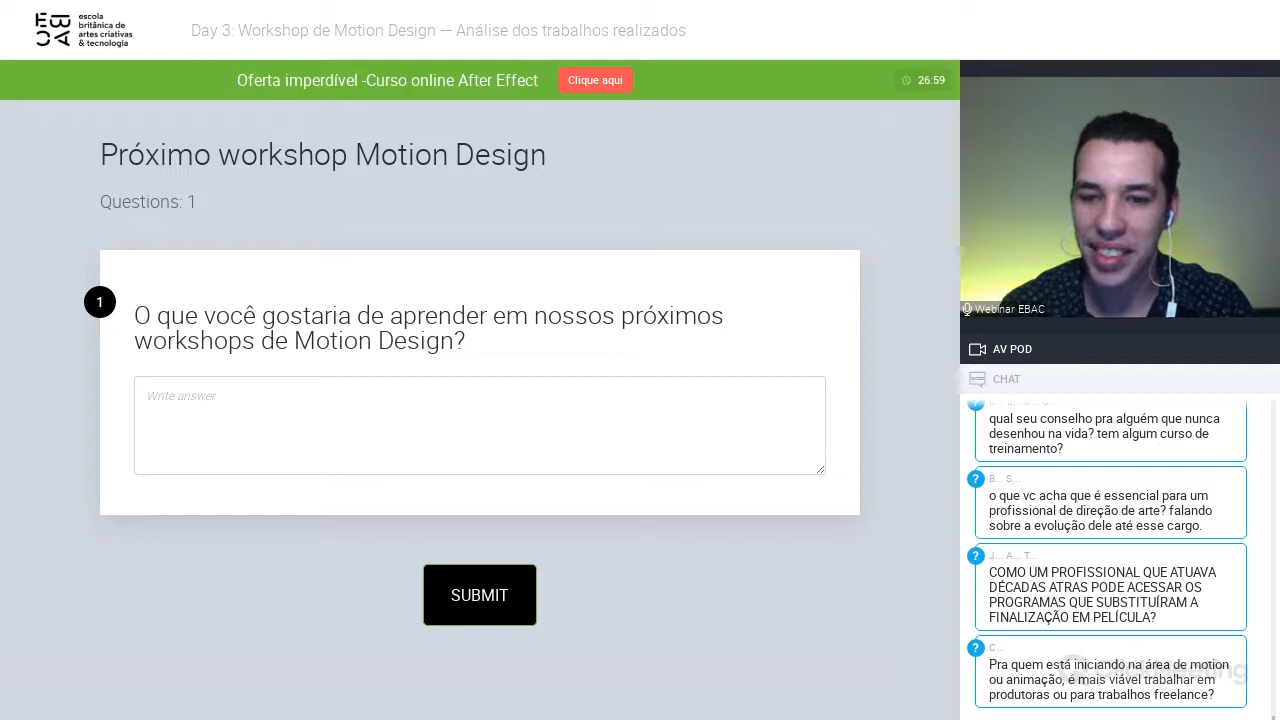 escola
britânica de
artes criativas
& tecnologia
EBAC
Day 3: Workshop de Motion Design — Análise dos trabalhos realizados
Oferta imperdível -Curso online After Effect
Clique aqui
26:59
Próximo workshop Motion Design
Questions: 1
1
O que você gostaria de aprender em nossos próximos
workshops de Motion Design?
Write answer
SUBMIT
Webinar EBAC
AV POD
CHAT
?
qual seu conselho pra alguém que nunca
desenhou na vida? tem algum curso de
treinamento?
?
B... S...
o que vc acha que é essencial para um
profissional de direção de arte? falando
sobre a evolução dele até esse cargo.
?
J... A... T...
COMO UM PROFISSIONAL QUE ATUAVA
DÉCADAS ATRAS PODE ACESSAR OS
PROGRAMAS QUE SUBSTITUÍRAM A
FINALIZAÇÃO EM PELÍCULA?
?
C...
Pra quem está iniciando na área de motion
ou animação, é mais viável trabalhar em
produtoras ou para trabalhos freelance?
ClickMeeting